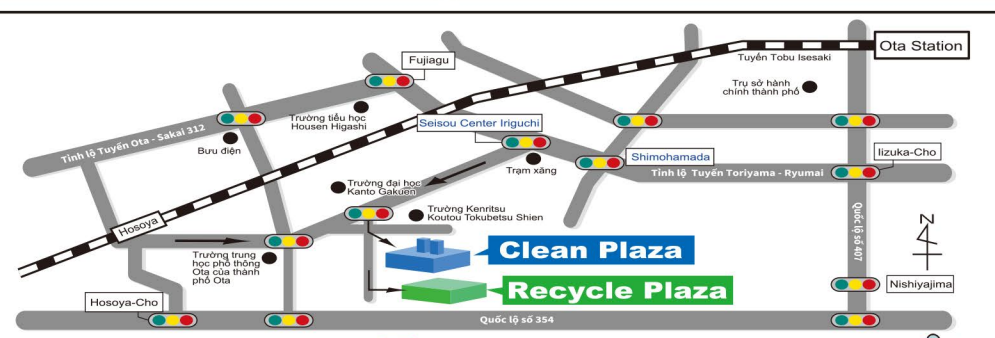 Ota Station
Fujiagu
Tuyến Tobu Isesaki
Trụ sở hành
chính thành phố
Trường tiểu học
Housen Higashi
Seisou Center Iriguchi
Tỉnh lộ Tuyến Ota - Sakai 312
Bưu điện
Shimohamada
Iizuka-Cho
Trạm xăng
Tỉnh lộ Tuyến Toriyama - Ryumai
Trường đại học
Kanto Gakuen
Trường Kenritsu
Koutou Tokubetsu Shien
Hosoya
Quốc lộ số 407
N
Clean Plaza
Trường trung
học phổ thông
Ota của thành
phố Ota
Recycle Plaza
Nishiyajima
Hosoya-Cho
Quốc lộ số 354